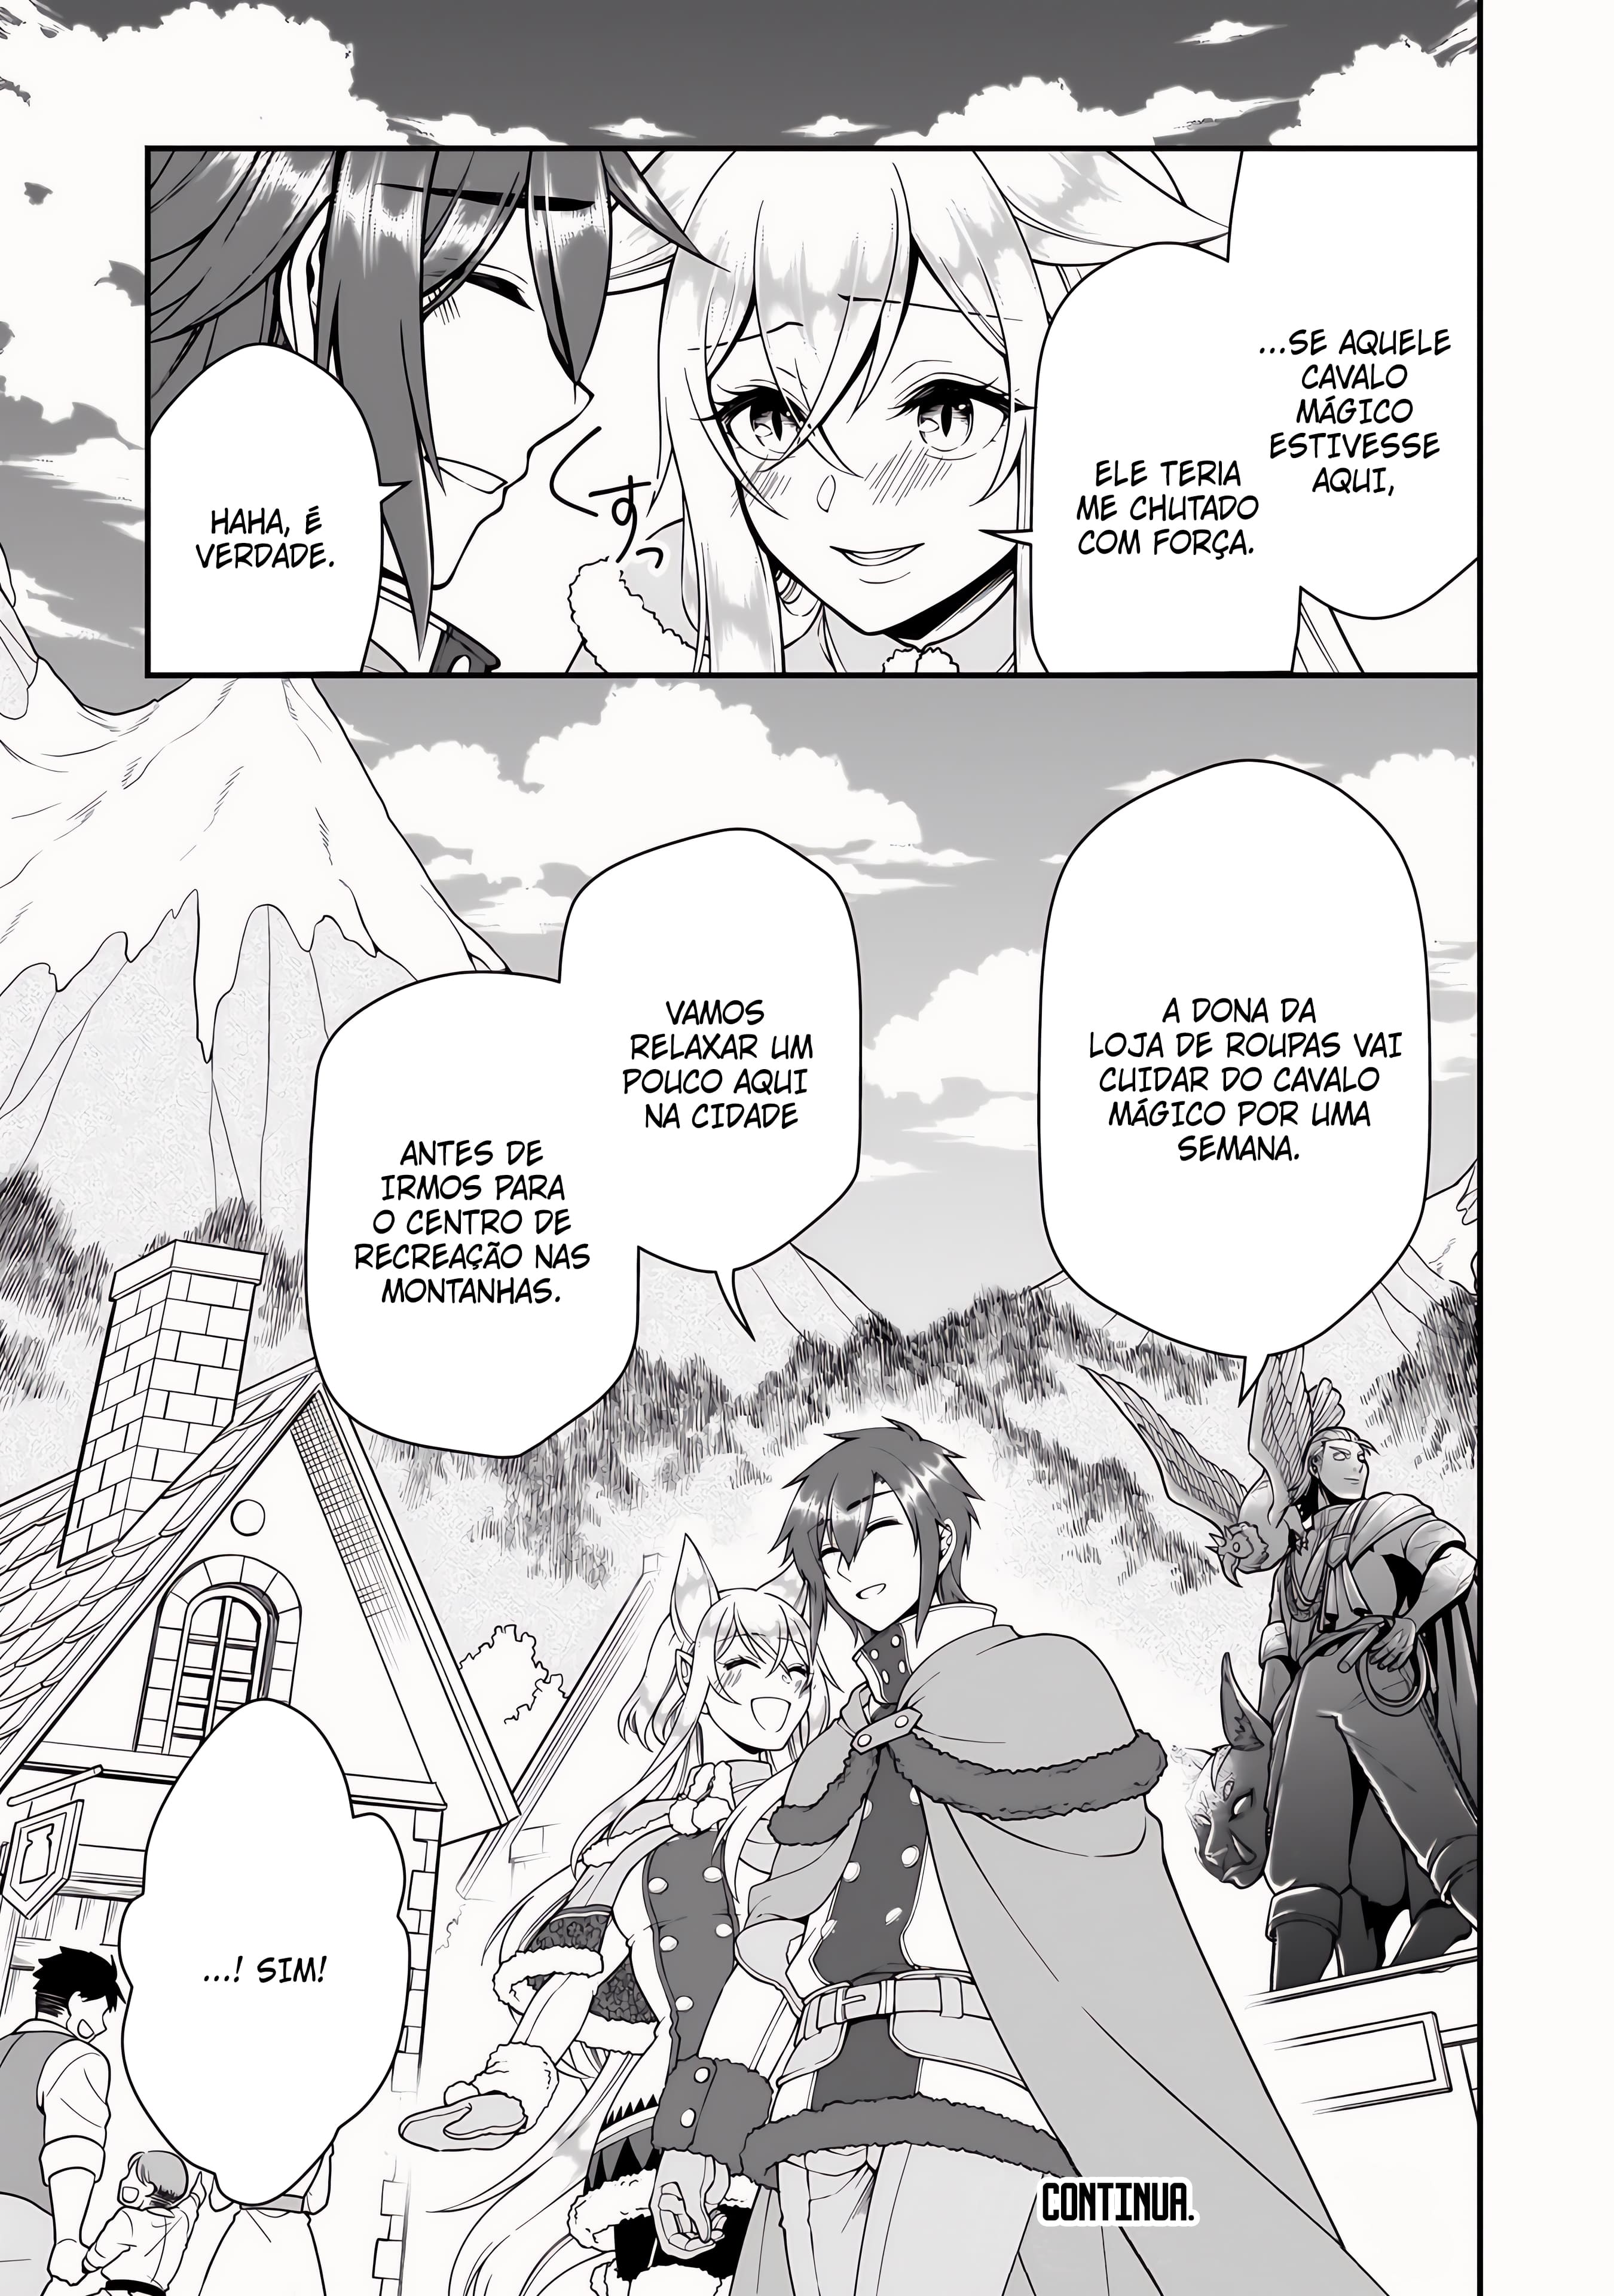 ...SE AQUELE
CAVALO
MÁGICO
ESTIVESSE
AQUI,
ELE TERIA
ME CHUTADO
COM FORÇA.
くすっ
HAHA, É
VERDADE.
A DONA DA
LOJA DE ROUPAS VAI
CUIDAR DO CAVALO
MÁGICO POR UMA
SEMANA.
VAMOS
RELAXAR UM
POUCO AQUI
NA CIDADE
ANTES DE
IRMOS PARA
O CENTRO DE
RECREAÇÃO NAS
MONTANHAS.
...! SIM!
CONTINUA.